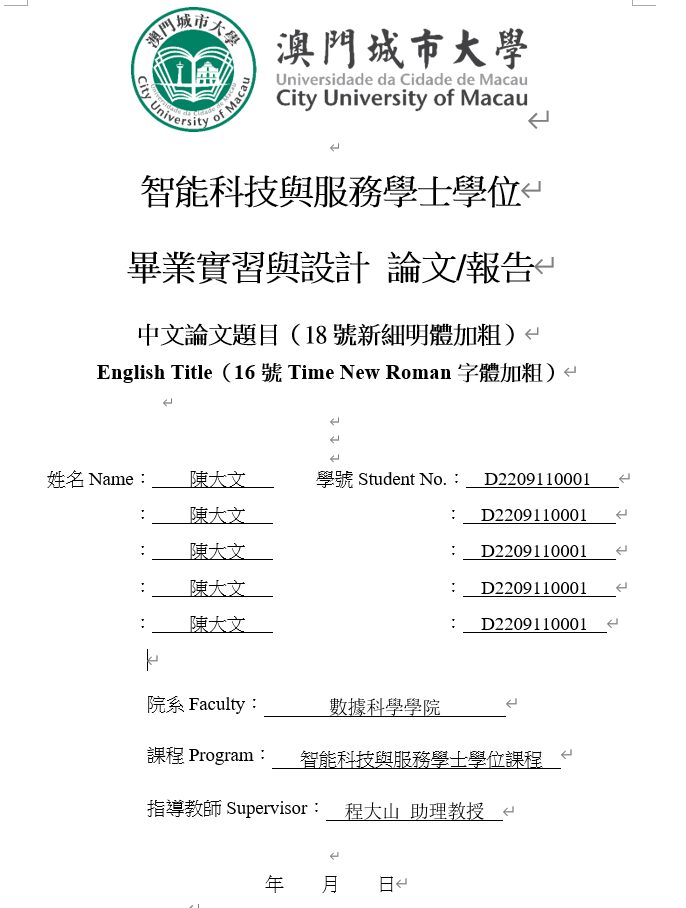 澳門城市大學
City University of Macau
Universidade da Cidade de Macau
澳門城市大學
Universidade da Cidade de Macau
City University of Macau
智能科技與服務學士學位
畢業實習與設計 論文/報告
中文論文題目（18 號新細明體加粗）
English Title（16 號 Time New Roman 字體加粗）
姓名 Name： 陳大文 學號 Student No.： D2209110001
： 陳大文 ： D2209110001
： 陳大文 ： D2209110001
： 陳大文 ： D2209110001
： 陳大文 ： D2209110001
院系 Faculty： 數據科學學院
課程 Program： 智能科技與服務學士學位課程
指導教師 Supervisor： 程大山 助理教授
年 月 日